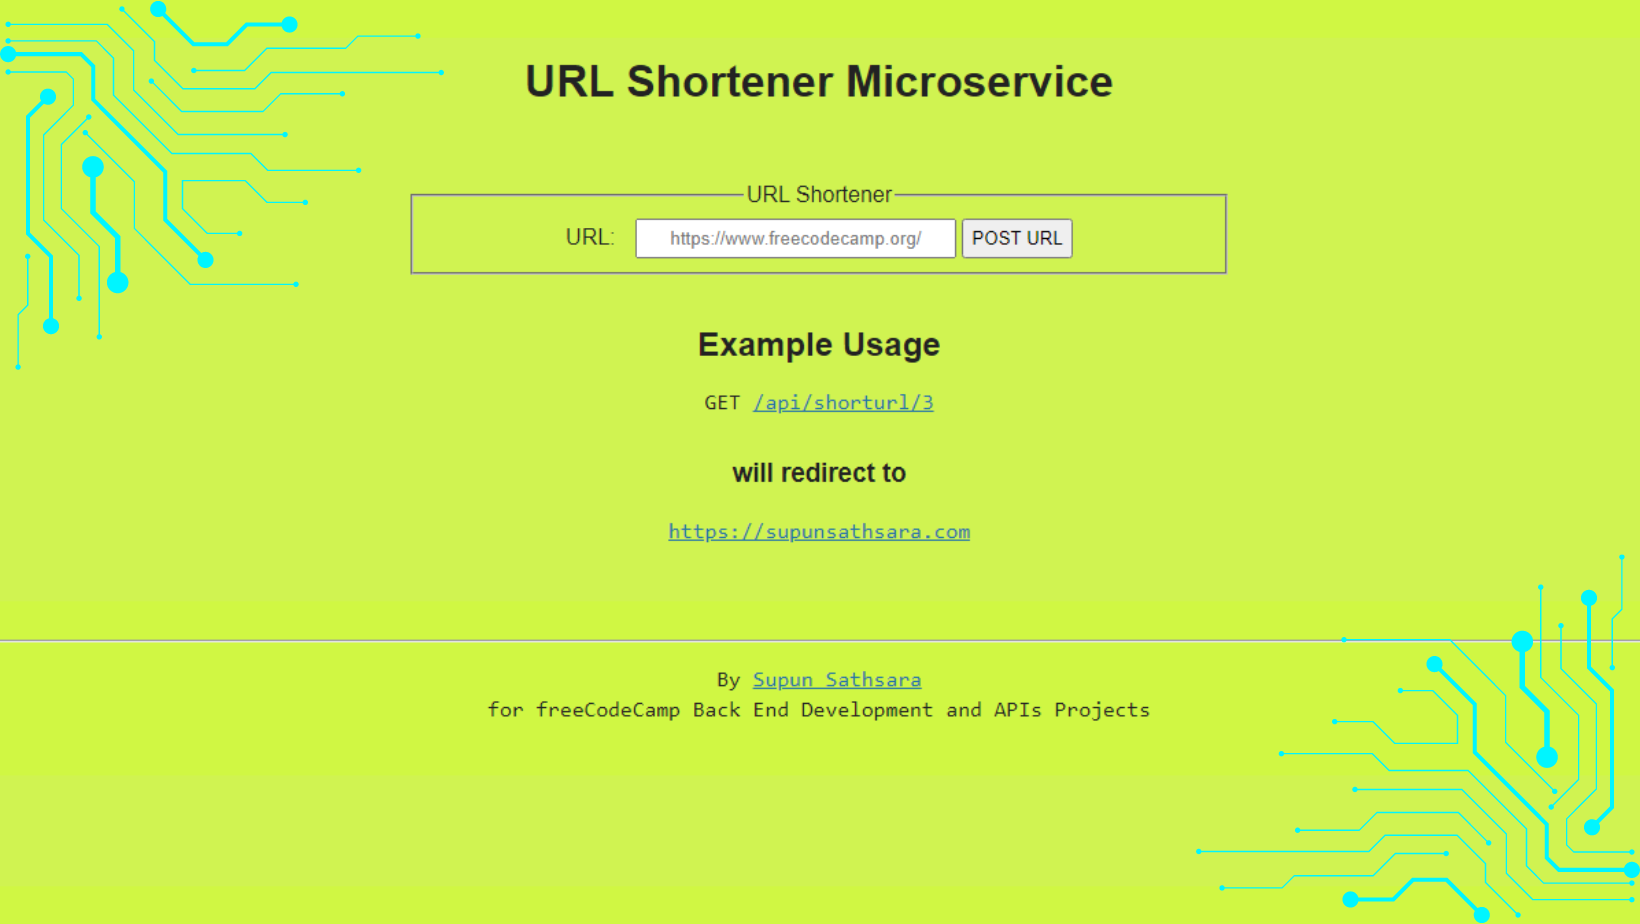 URL Shortener Microservice
URL Shortener
URL: https://www.freecodecamp.org/ POST URL
Example Usage
GET /api/shorturl/3
will redirect to
https://supunsathsara.com
By Supun Sathsara
for freeCodeCamp Back End Development and APIs Projects